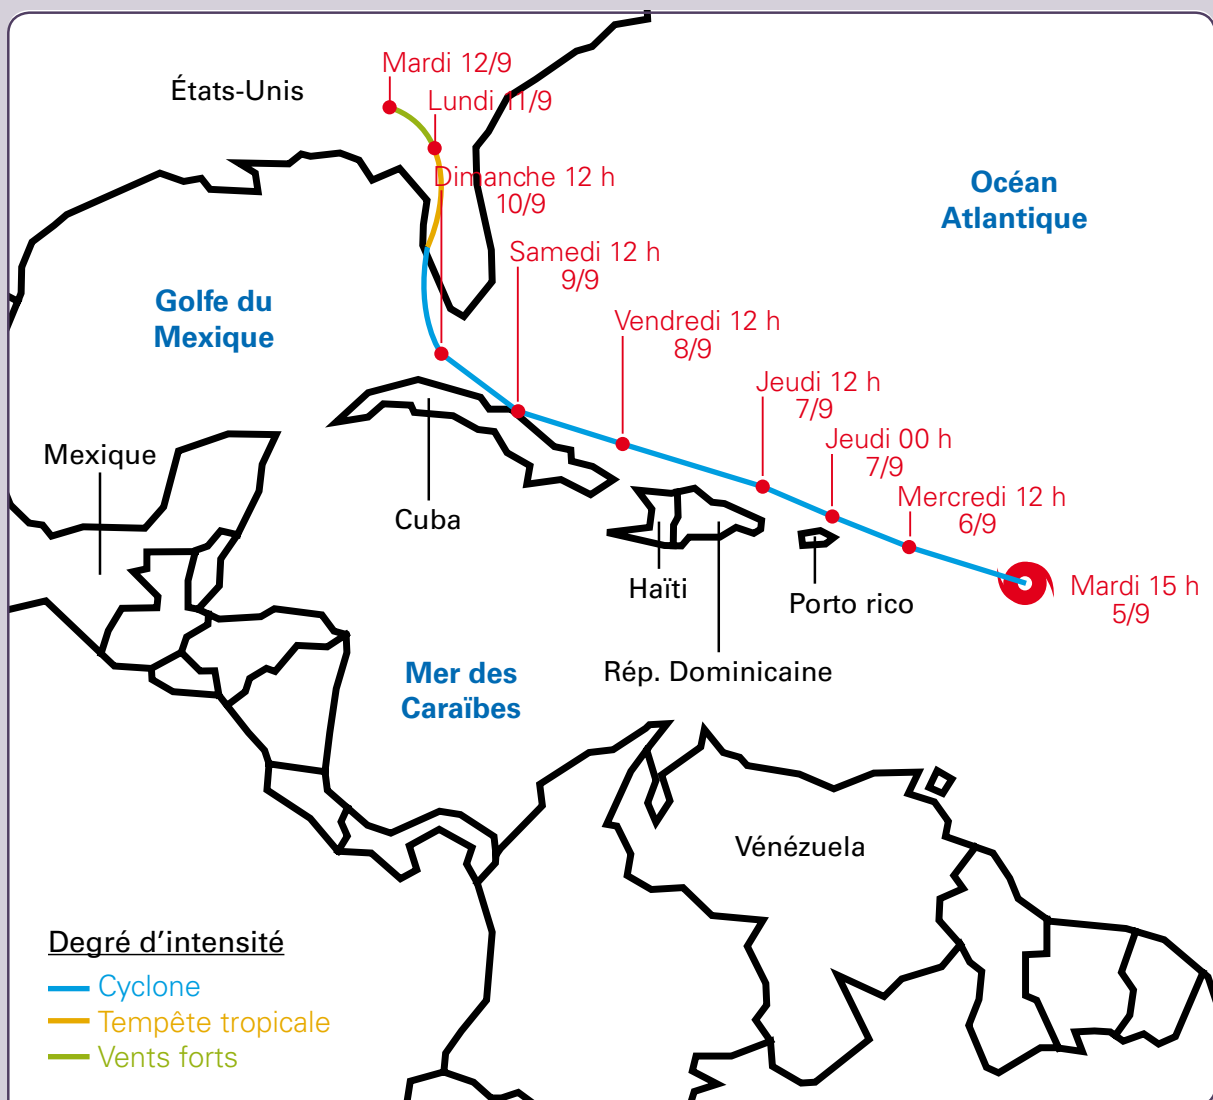 Mardi 12/9
États-Unis
Lundi 11/9
Dimanche 12 h
10/9
Océan
Atlantique
Samedi 12 h
9/9
Golfe du
Mexique
Vendredi 12 h
8/9
Jeudi 12 h
7/9
Jeudi 00 h
7/9
Mexique
Mercredi 12 h
6/9
Cuba
Haïti
Porto rico
Mardi 15 h
5/9
Rép. Dominicaine
Mer des
Caraïbes
Vénézuela
Degré d’intensité
Cyclone
Tempête tropicale
Vents forts